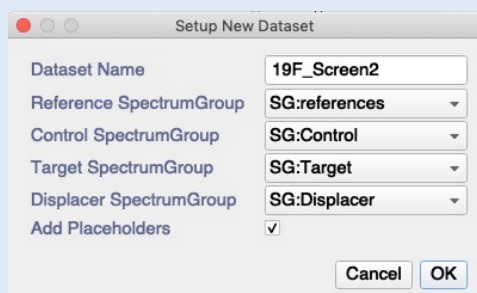 Setup New Dataset
Dataset Name 19F_Screen2
Reference SpectrumGroup SG:references
Control SpectrumGroup SG:Control
Target SpectrumGroup SG:Target
Displacer SpectrumGroup SG:Displacer
Add Placeholders
Cancel OK